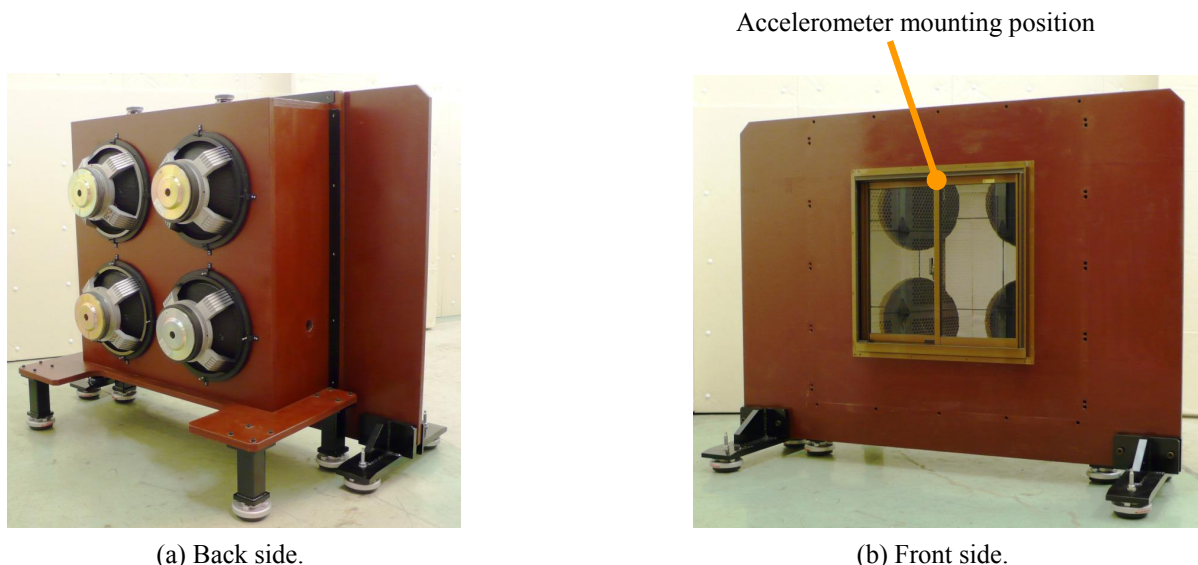 Accelerometer mounting position
(a) Back side.
(b) Front side.